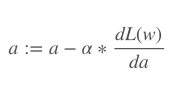 a := a − α ∗ dL(w)/da